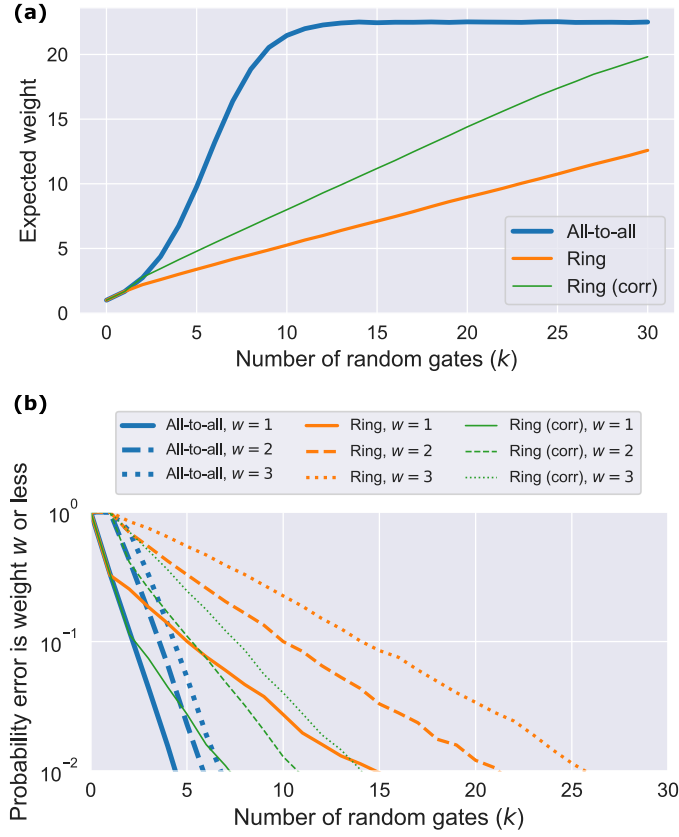 (a)
Expected weight
20
15
10
5
0
All-to-all
Ring
Ring (corr)
0 5 10 15 20 25 30
Number of random gates (k)
(b)
All-to-all, w = 1 Ring, w = 1 Ring (corr), w = 1
All-to-all, w = 2 Ring, w = 2 Ring (corr), w = 2
All-to-all, w = 3 Ring, w = 3 Ring (corr), w = 3
Probability error is weight w or less
10⁰
10⁻¹
10⁻²
0 5 10 15 20 25 30
Number of random gates (k)